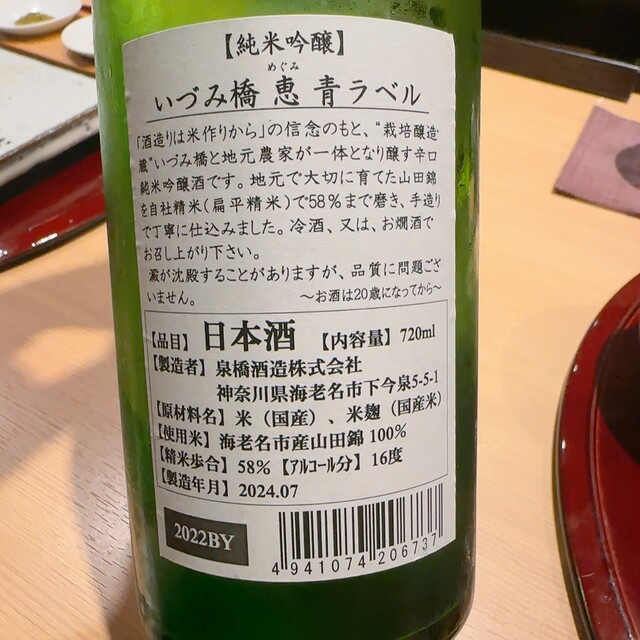 【純米吟醸】
めぐみ
いづみ橋 恵 青ラベル
「酒造りは米作りから」の信念のもと、“栽培醸造
蔵”いづみ橋と地元農家が一体となり醸す辛口
純米吟醸酒です。地元で大切に育てた山田錦
を自社精米(扁平精米)で58%まで磨き、手造り
で丁寧に仕込みました。冷酒、又は、お燗酒で
お召し上がり下さい。
澱が沈殿することがありますが、品質に問題ござ
いません。 ～お酒は20歳になってから～
【品目】 日本酒 【内容量】 720ml
【製造者】 泉橋酒造株式会社
神奈川県海老名市下今泉5-5-1
【原材料名】 米（国産）、米麹（国産米）
【使用米】 海老名市産山田錦 100%
【精米歩合】 58% 【アルコール分】 16度
【製造年月】 2024.07
2022BY
4941074206737